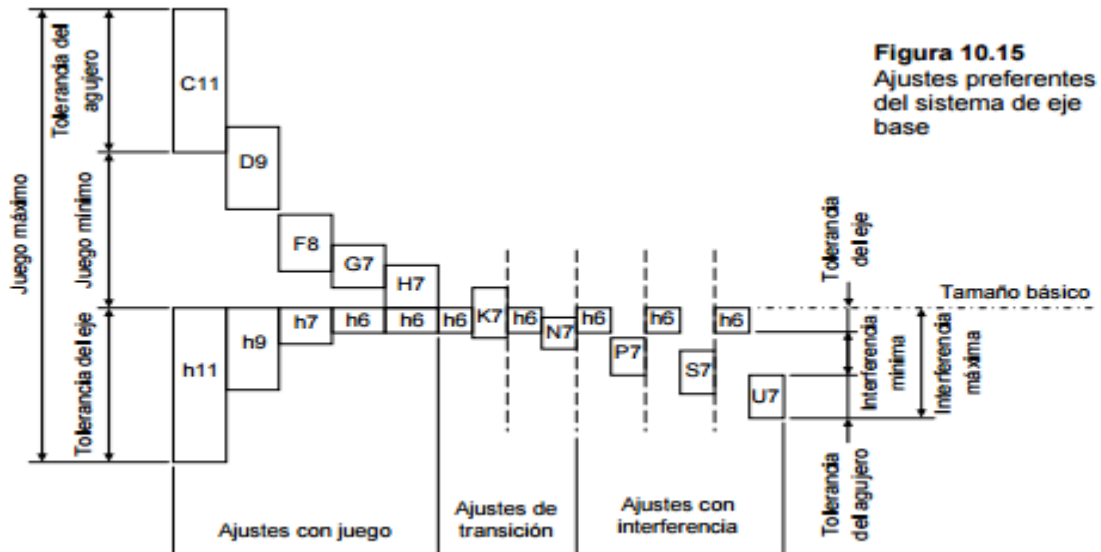 Figura 10.15
Ajustes preferentes
del sistema de eje
base
Juego máximo
Tolerancia del
agujero
Juego mínimo
Tolerancia del eje
C11
D9
F8
G7
H7
h11
h9
h7
h6
h6
h6
K7
h6
N7
h6
P7
h6
S7
h6
U7
Tamaño básico
Tolerancia
del eje
Interferencia
mínima
Interferencia
máxima
Tolerancia
del agujero
Ajustes con juego
Ajustes de
transición
Ajustes con
interferencia